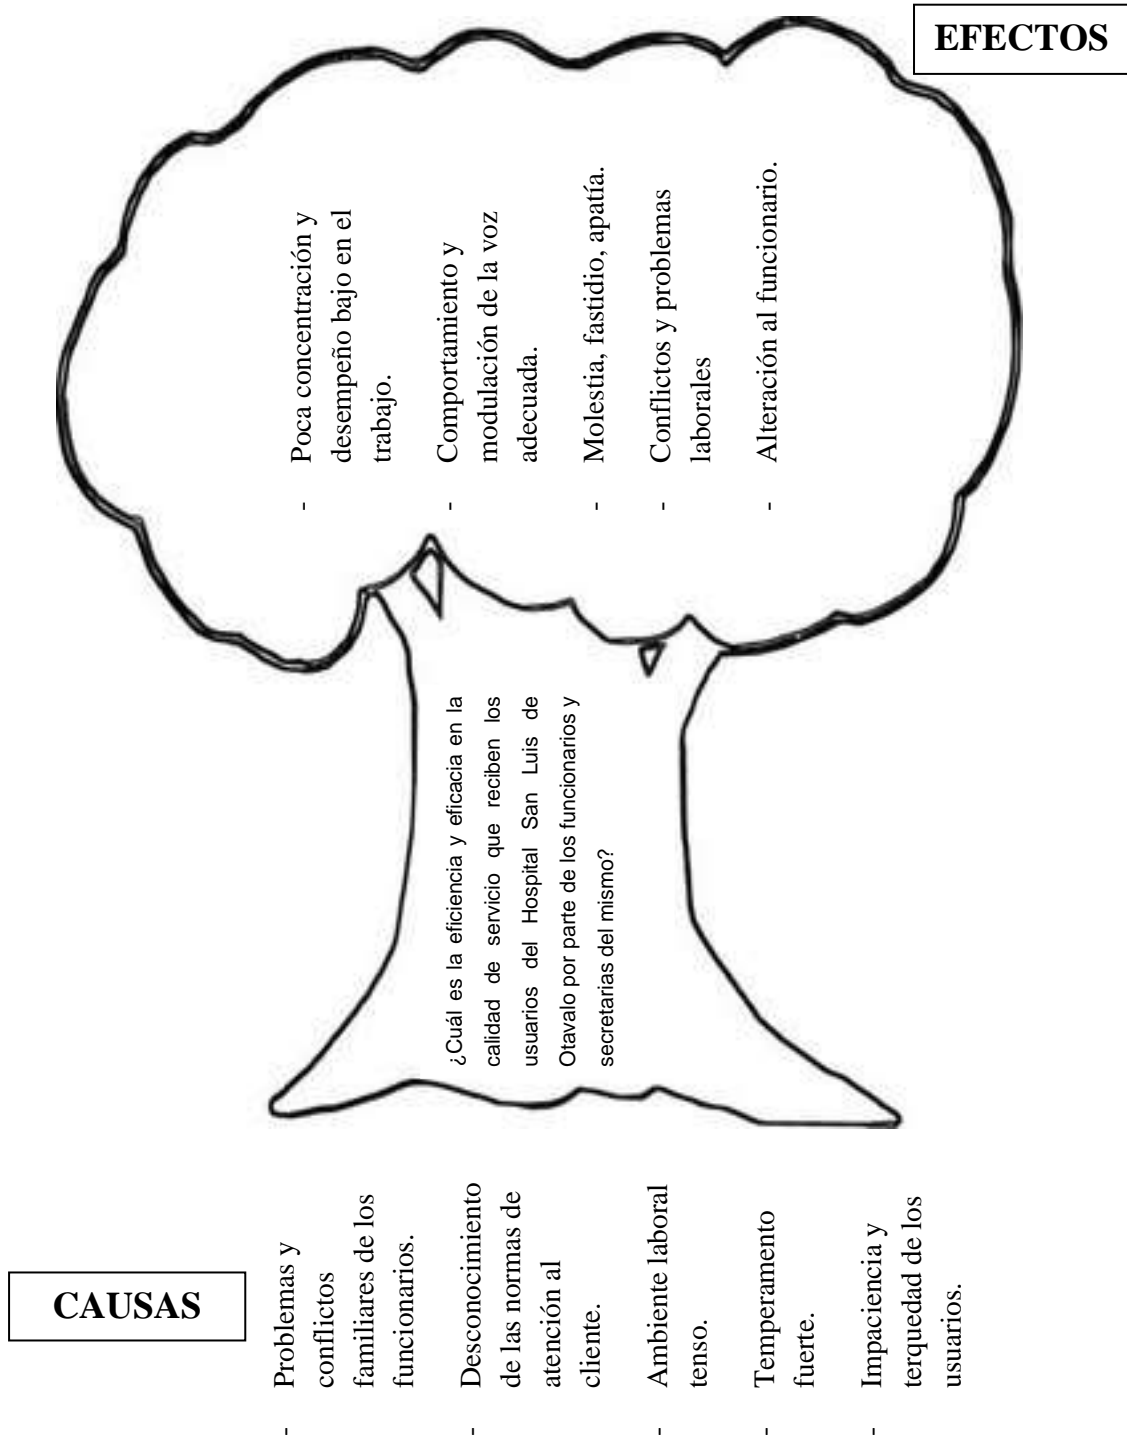 EFECTOS
- Poca concentración y
desempeño bajo en el
trabajo.
- Comportamiento y
modulación de la voz
adecuada.
- Molestia, fastidio, apatía.
- Conflictos y problemas
laborales
- Alteración al funcionario.
¿Cuál es la eficiencia y eficacia en la
calidad de servicio que reciben los
usuarios del Hospital San Luis de
Otavalo por parte de los funcionarios y
secretarias del mismo?
CAUSAS
- Problemas y
conflictos
familiares de los
funcionarios.
- Desconocimiento
de las normas de
atención al
cliente.
- Ambiente laboral
tenso.
- Temperamento
fuerte.
- Impaciencia y
terquedad de los
usuarios.